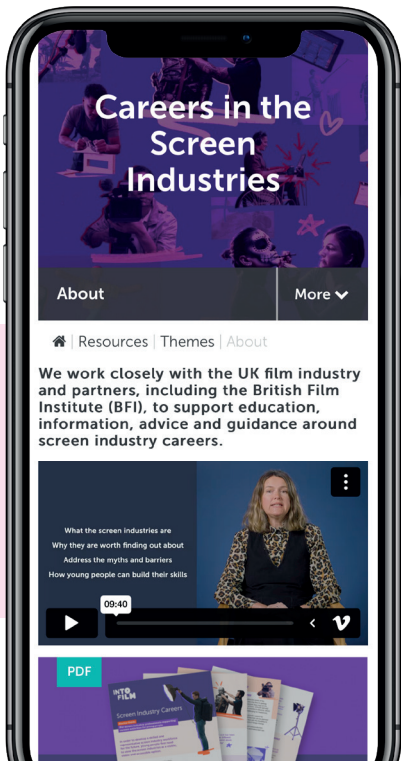 Careers in the
Screen
Industries
About
More
Resources | Themes | About
We work closely with the UK film industry
and partners, including the British Film
Institute (BFI), to support education,
information, advice and guidance around
screen industry careers.
What the screen industries are
Why they are worth finding out about
Address the myths and barriers
How young people can build their skills
09:40
PDF
INTO
FILM
Screen Industry Careers